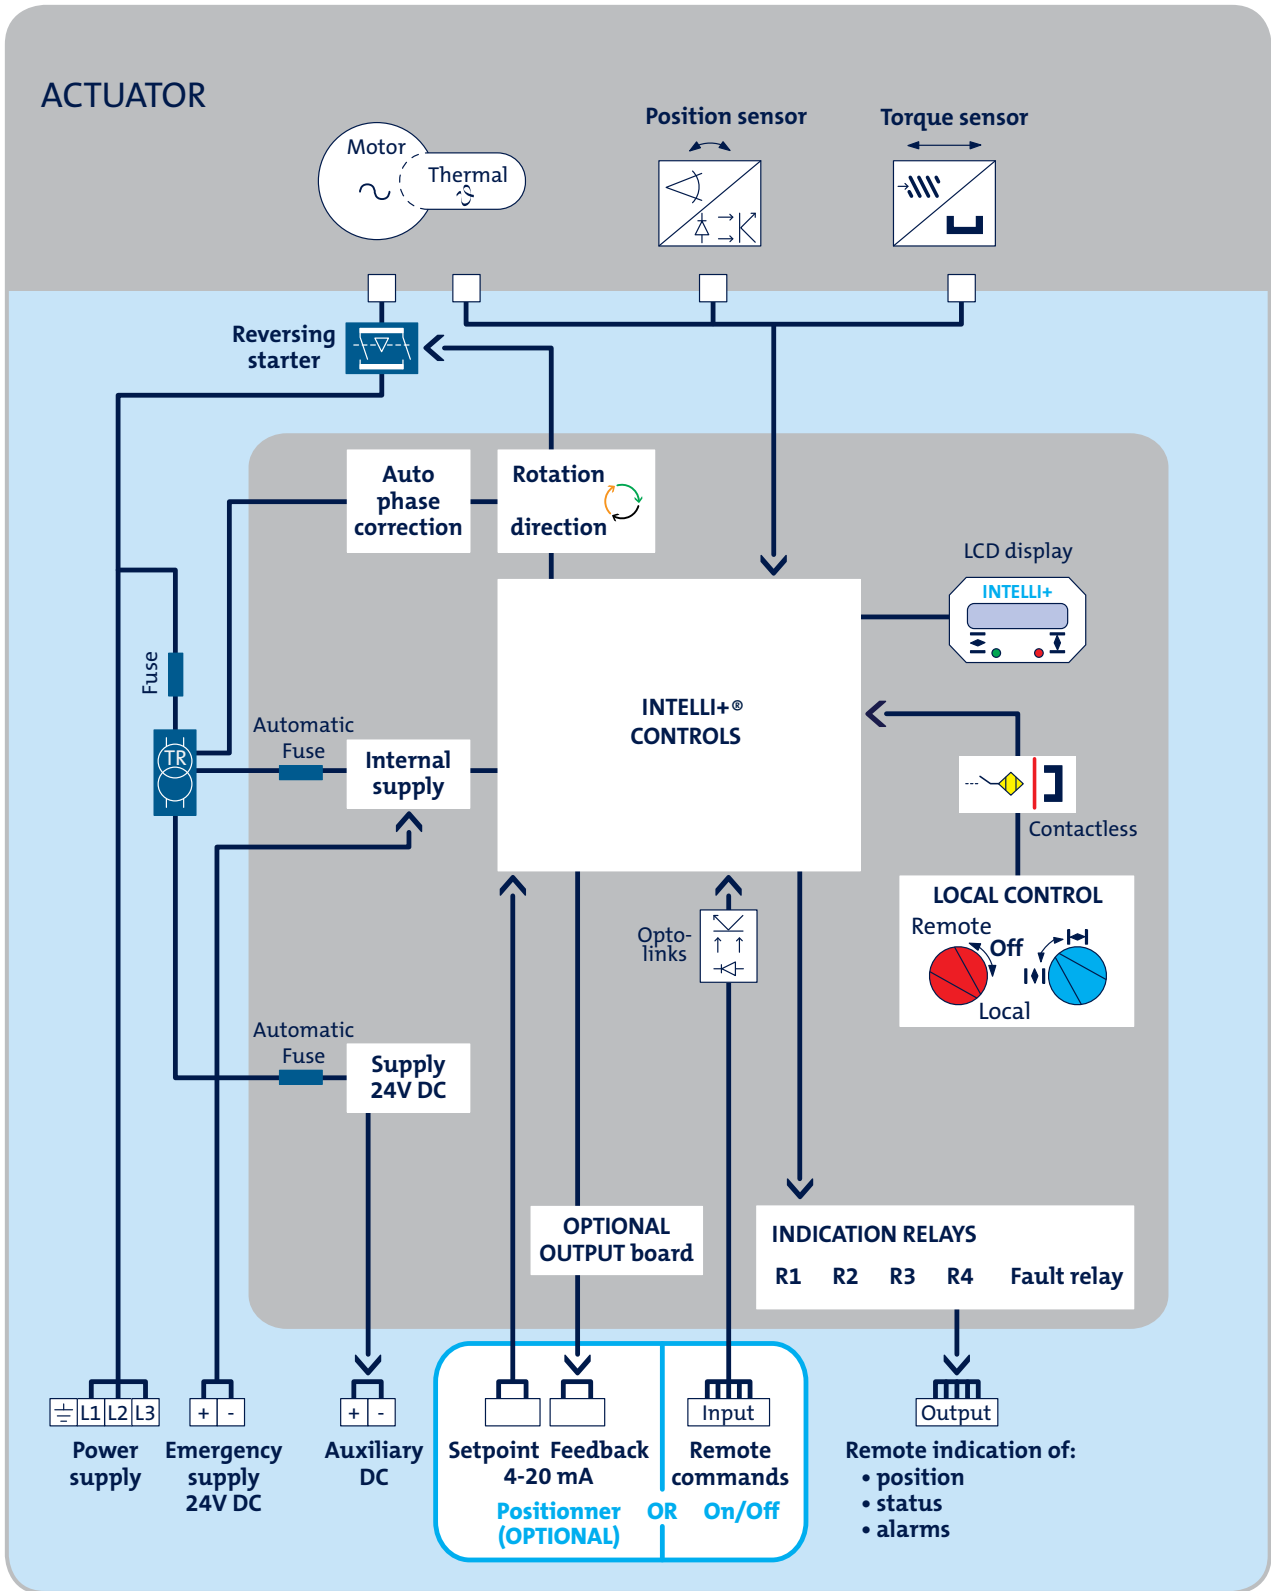 ACTUATOR
Motor
Thermal
Position sensor
Torque sensor
Reversing
starter
Auto
phase
correction
Rotation
direction
LCD display
INTELLI+
Fuse
TR
Automatic
Fuse
Internal
supply
INTELLI+®
CONTROLS
Contactless
LOCAL CONTROL
Remote
Off
Local
Opto-
links
Automatic
Fuse
Supply
24V DC
OPTIONAL
OUTPUT board
INDICATION RELAYS
R1 R2 R3 R4 Fault relay
L1 L2 L3
+ -
+ -
Input
Output
Power
supply
Emergency
supply
24V DC
Auxiliary
DC
Setpoint Feedback
4-20 mA
Positionner
(OPTIONAL)
OR
Remote
commands
On/Off
Remote indication of:
• position
• status
• alarms